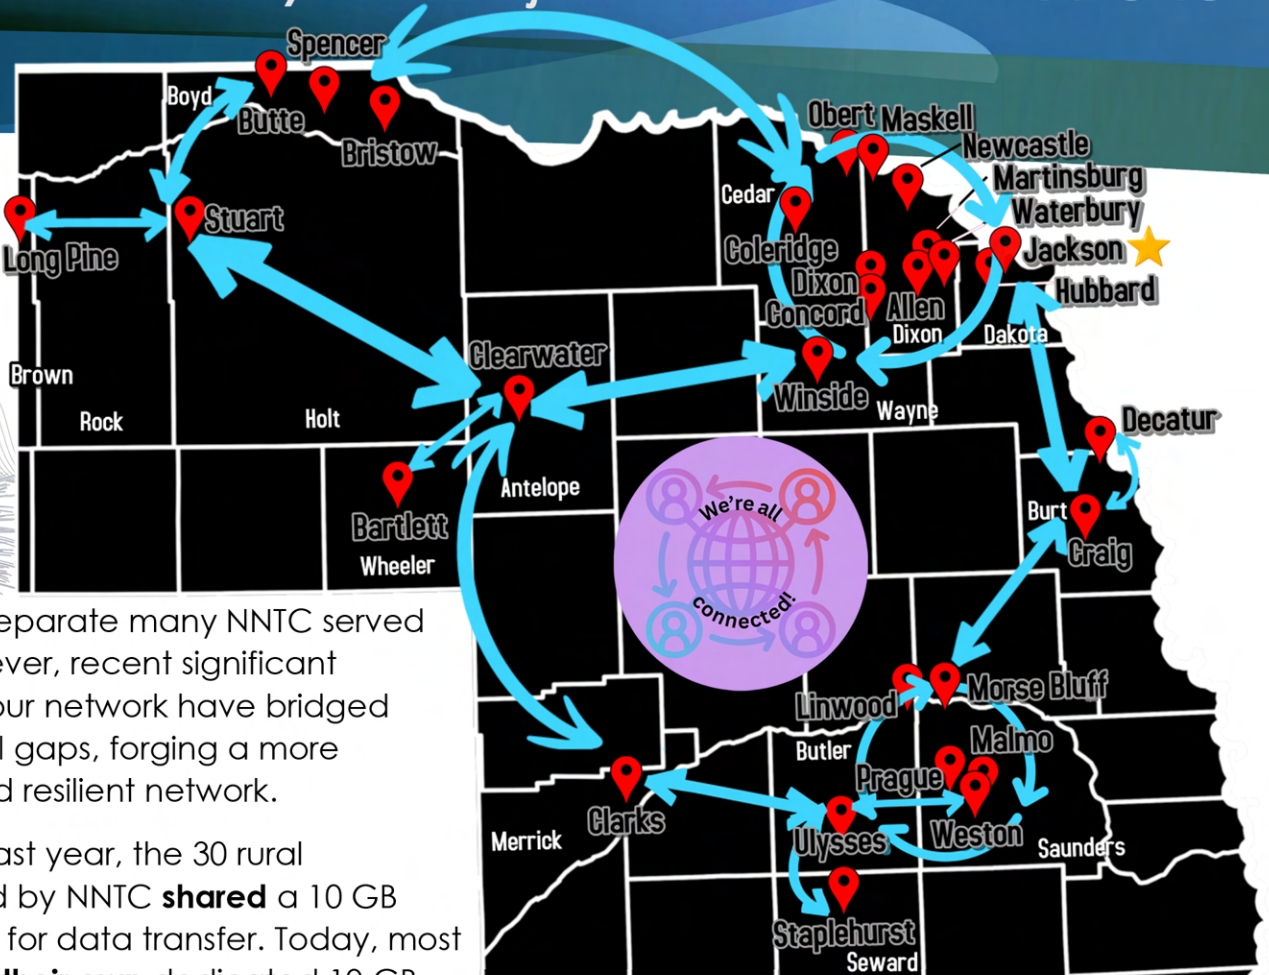 Spencer
Boyd
Butte
Bristow
Obert Maskell
Newcastle
Martinsburg
Cedar
Waterbury
Stuart
Coleridge
Jackson
Long Pine
Dixon
Hubbard
Concord
Allen
Dixon
Dakota
Clearwater
Brown
Winside
Wayne
Rock
Holt
Decatur
Antelope
We're all
Burt
Bartlett
Craig
Wheeler
connected!
eparate many NNTC served
ever, recent significant
our network have bridged
gaps, forging a more
d resilient network.
Linwood
Morse Bluff
Malmo
Butler
Prague
Clarks
Merrick
Ulysses
Weston
Saunders
ast year, the 30 rural
d by NNTC shared a 10 GB
for data transfer. Today, most
Staplehurst
Seward